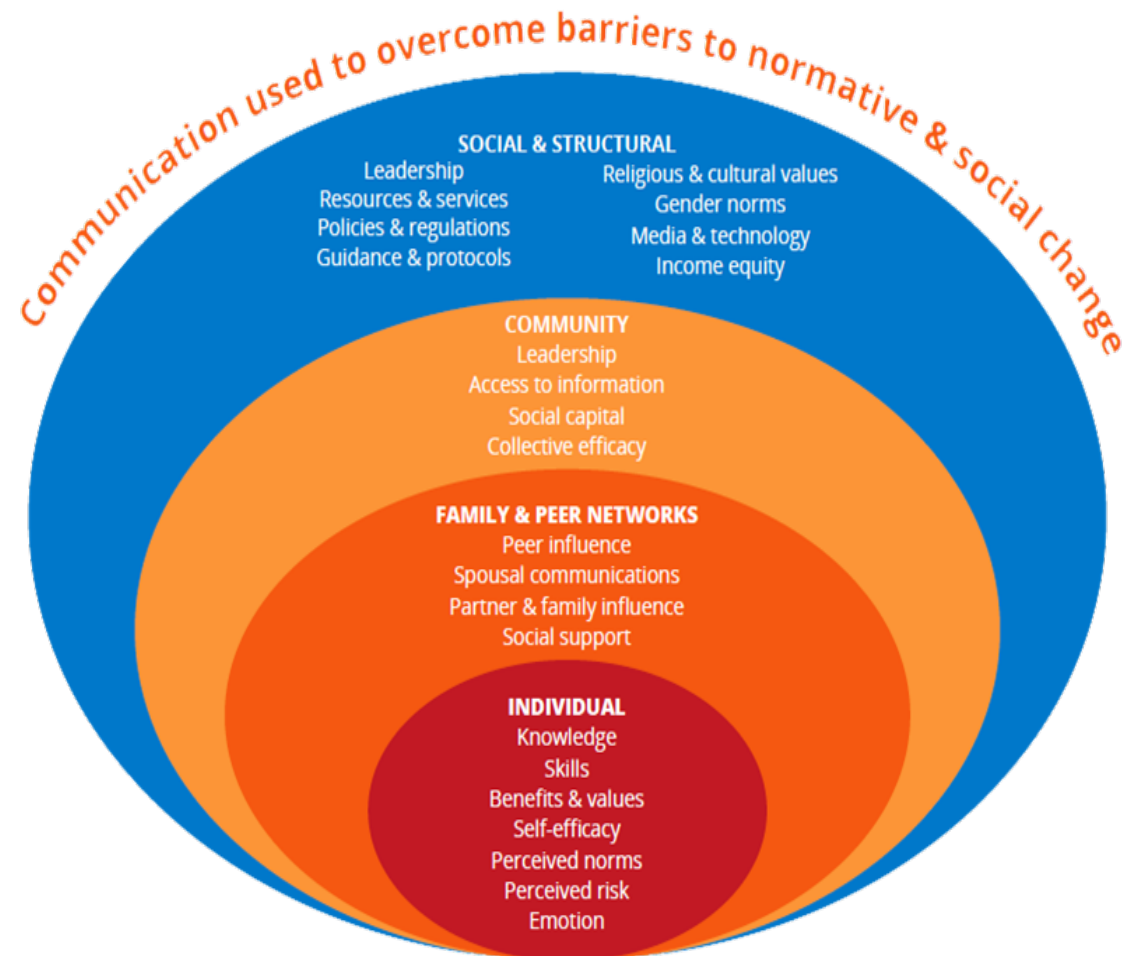 Communication used to overcome barriers to normative & social change
SOCIAL & STRUCTURAL
Leadership
Resources & services
Policies & regulations
Guidance & protocols
Religious & cultural values
Gender norms
Media & technology
Income equity
COMMUNITY
Leadership
Access to information
Social capital
Collective efficacy
FAMILY & PEER NETWORKS
Peer influence
Spousal communications
Partner & family influence
Social support
INDIVIDUAL
Knowledge
Skills
Benefits & values
Self-efficacy
Perceived norms
Perceived risk
Emotion